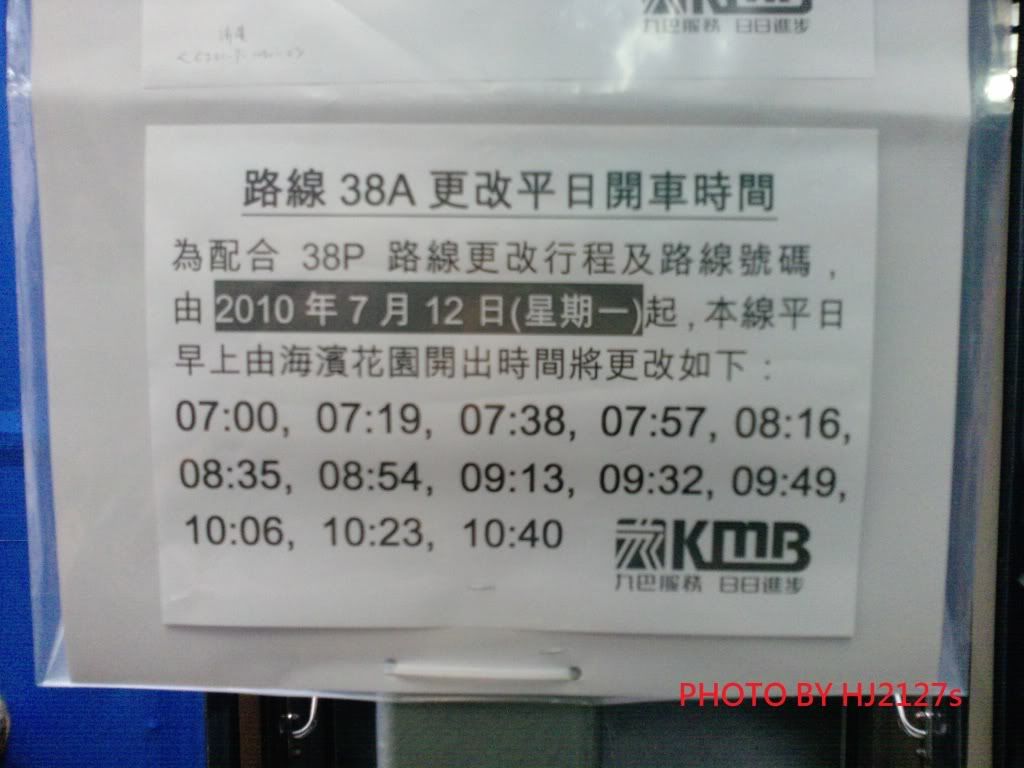 KMB
九巴服務 日日進步
路線 38A 更改平日開車時間
為配合 38P 路線更改行程及路線號碼,
由 2010 年 7 月 12 日(星期一)起,本線平日
早上由海濱花園開出時間將更改如下:
07:00, 07:19, 07:38, 07:57, 08:16,
08:35, 08:54, 09:13, 09:32, 09:49,
10:06, 10:23, 10:40
KMB
九巴服務 日日進步
PHOTO BY HJ2127s